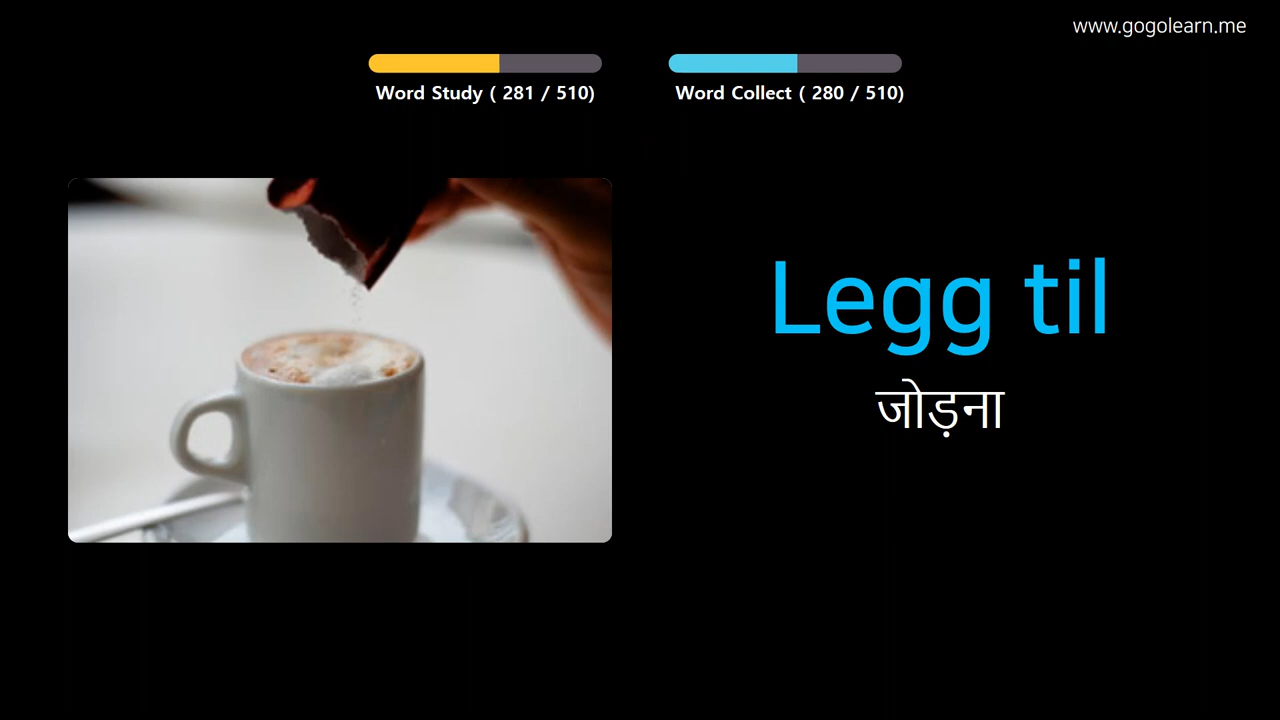 www.gogolearn.me
Word Study ( 281 / 510)
Word Collect ( 280 / 510)
Legg til
जोड़ना